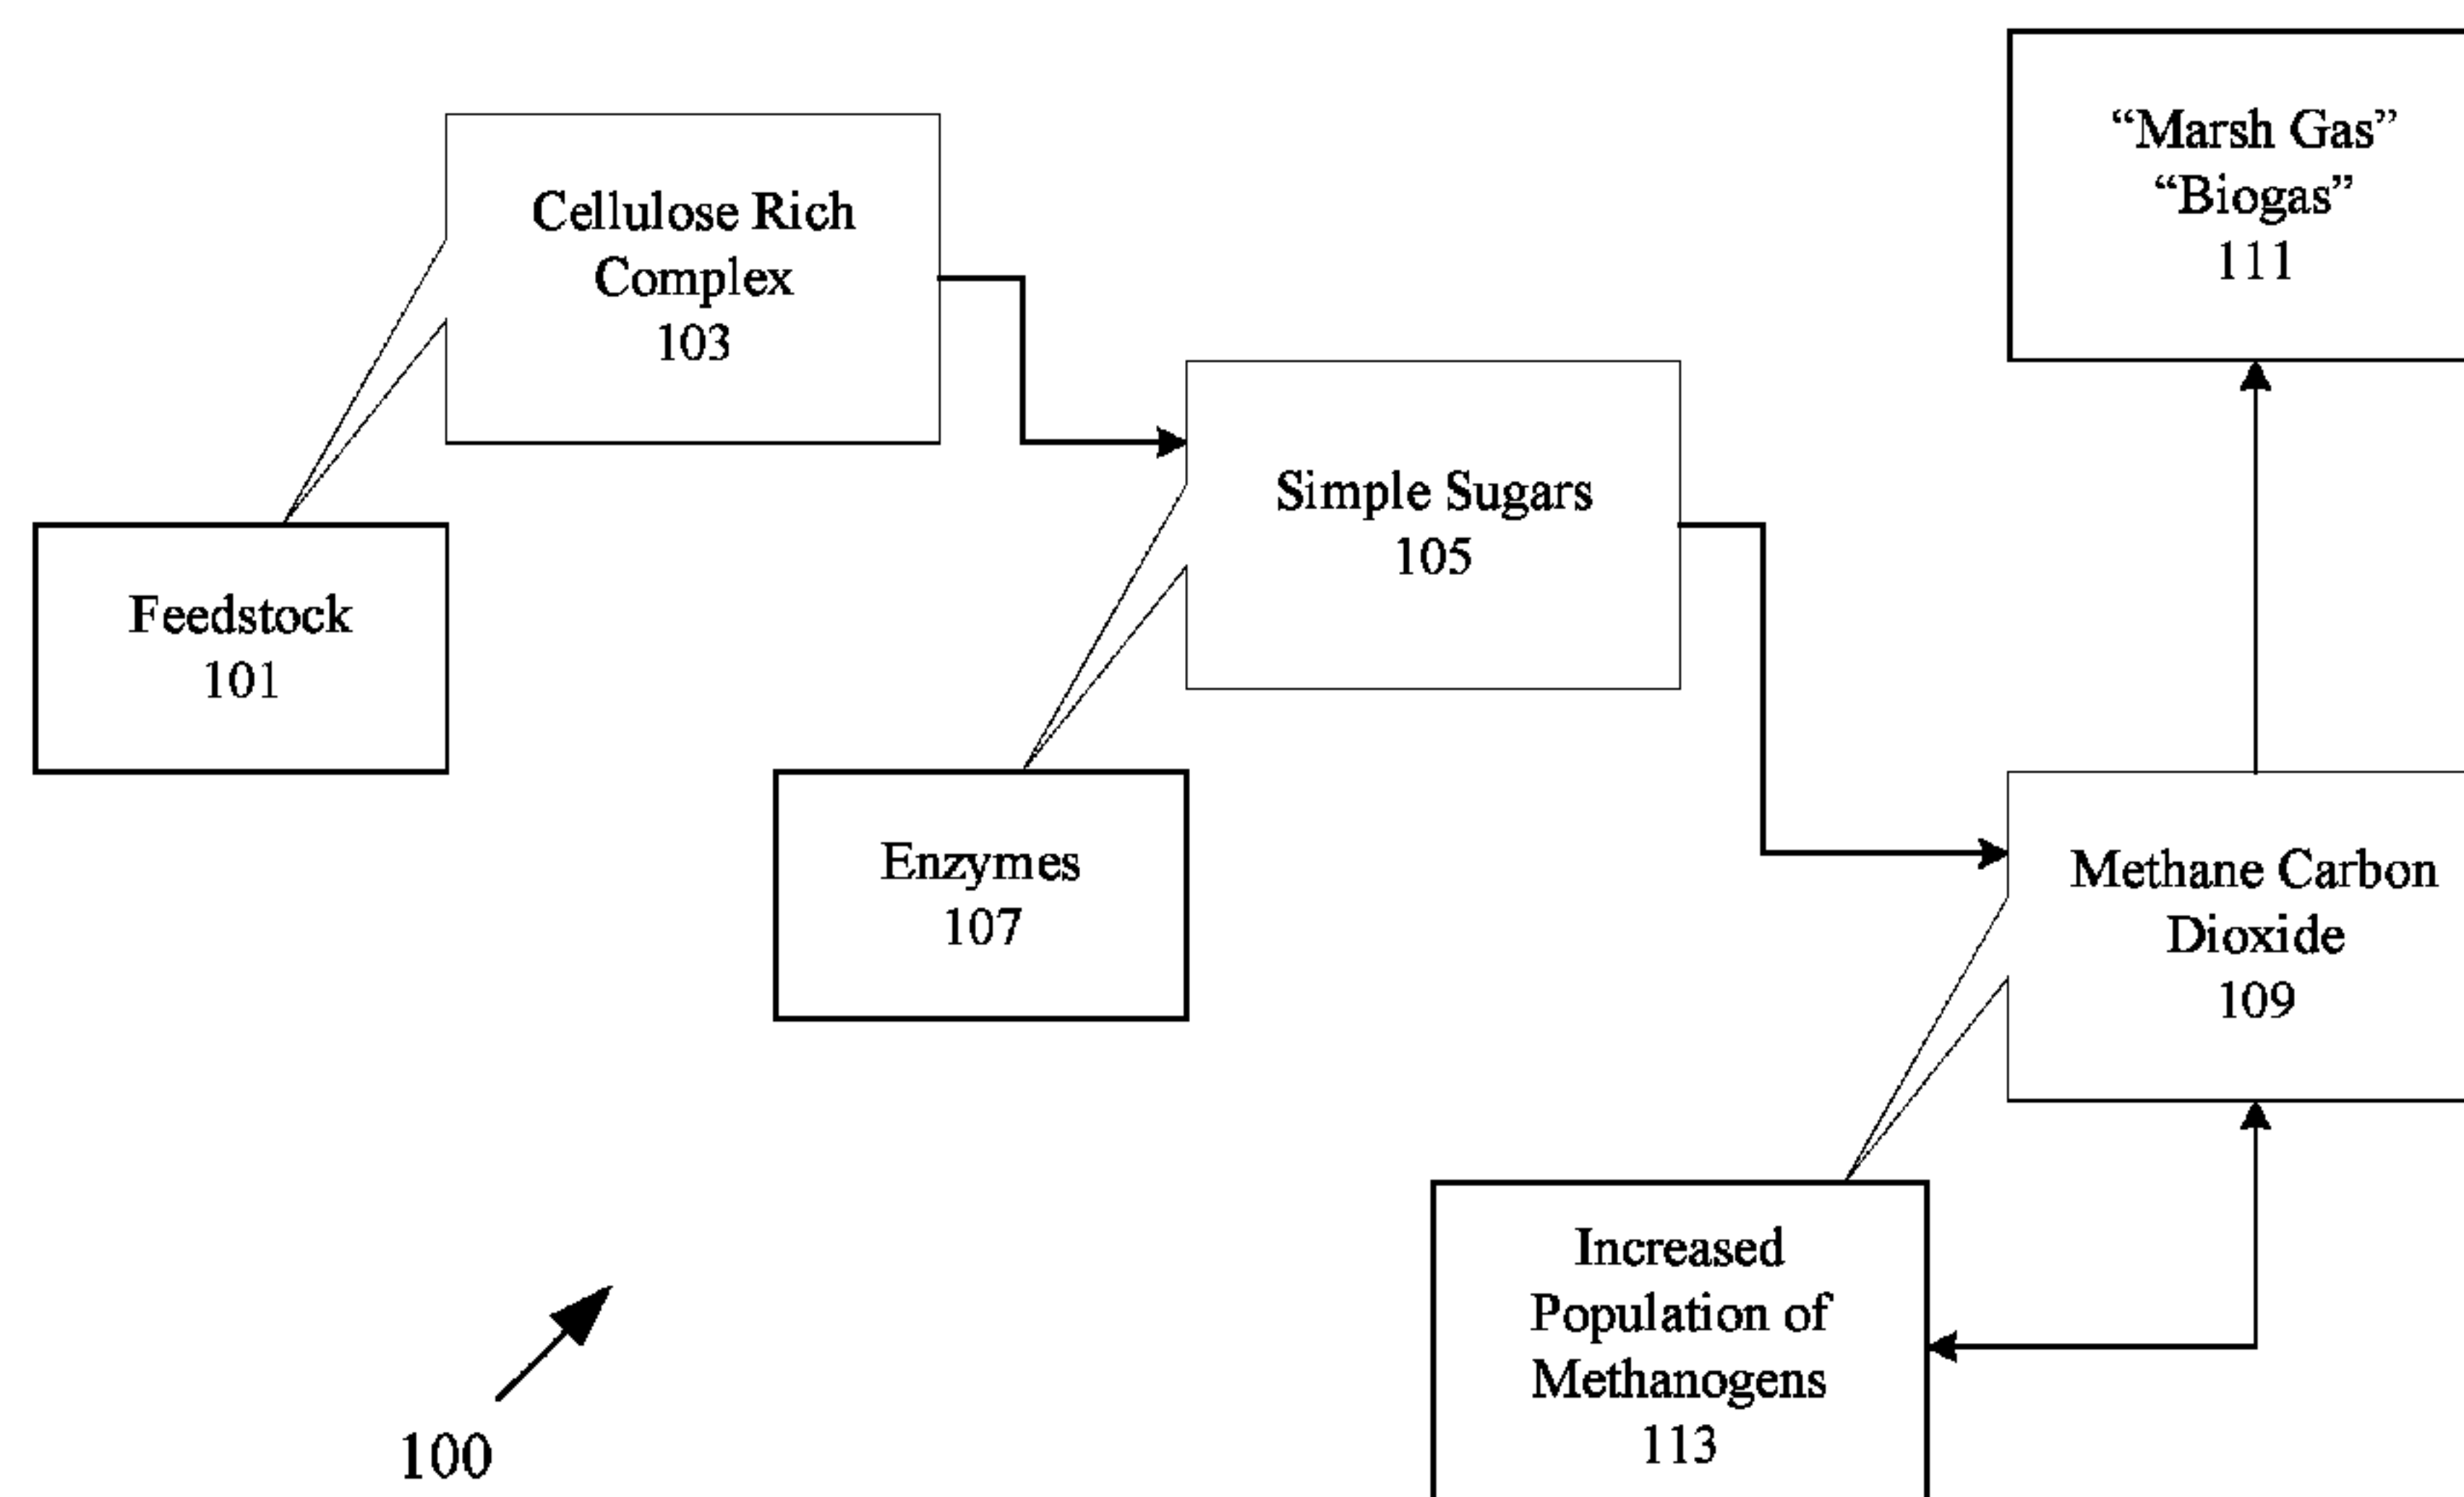 Cellulose Rich
Complex
103
"Marsh Gas"
"Biogas"
111
Simple Sugars
105
Feedstock
101
Enzymes
107
Methane Carbon
Dioxide
109
Increased
Population of
Methanogens
113
100